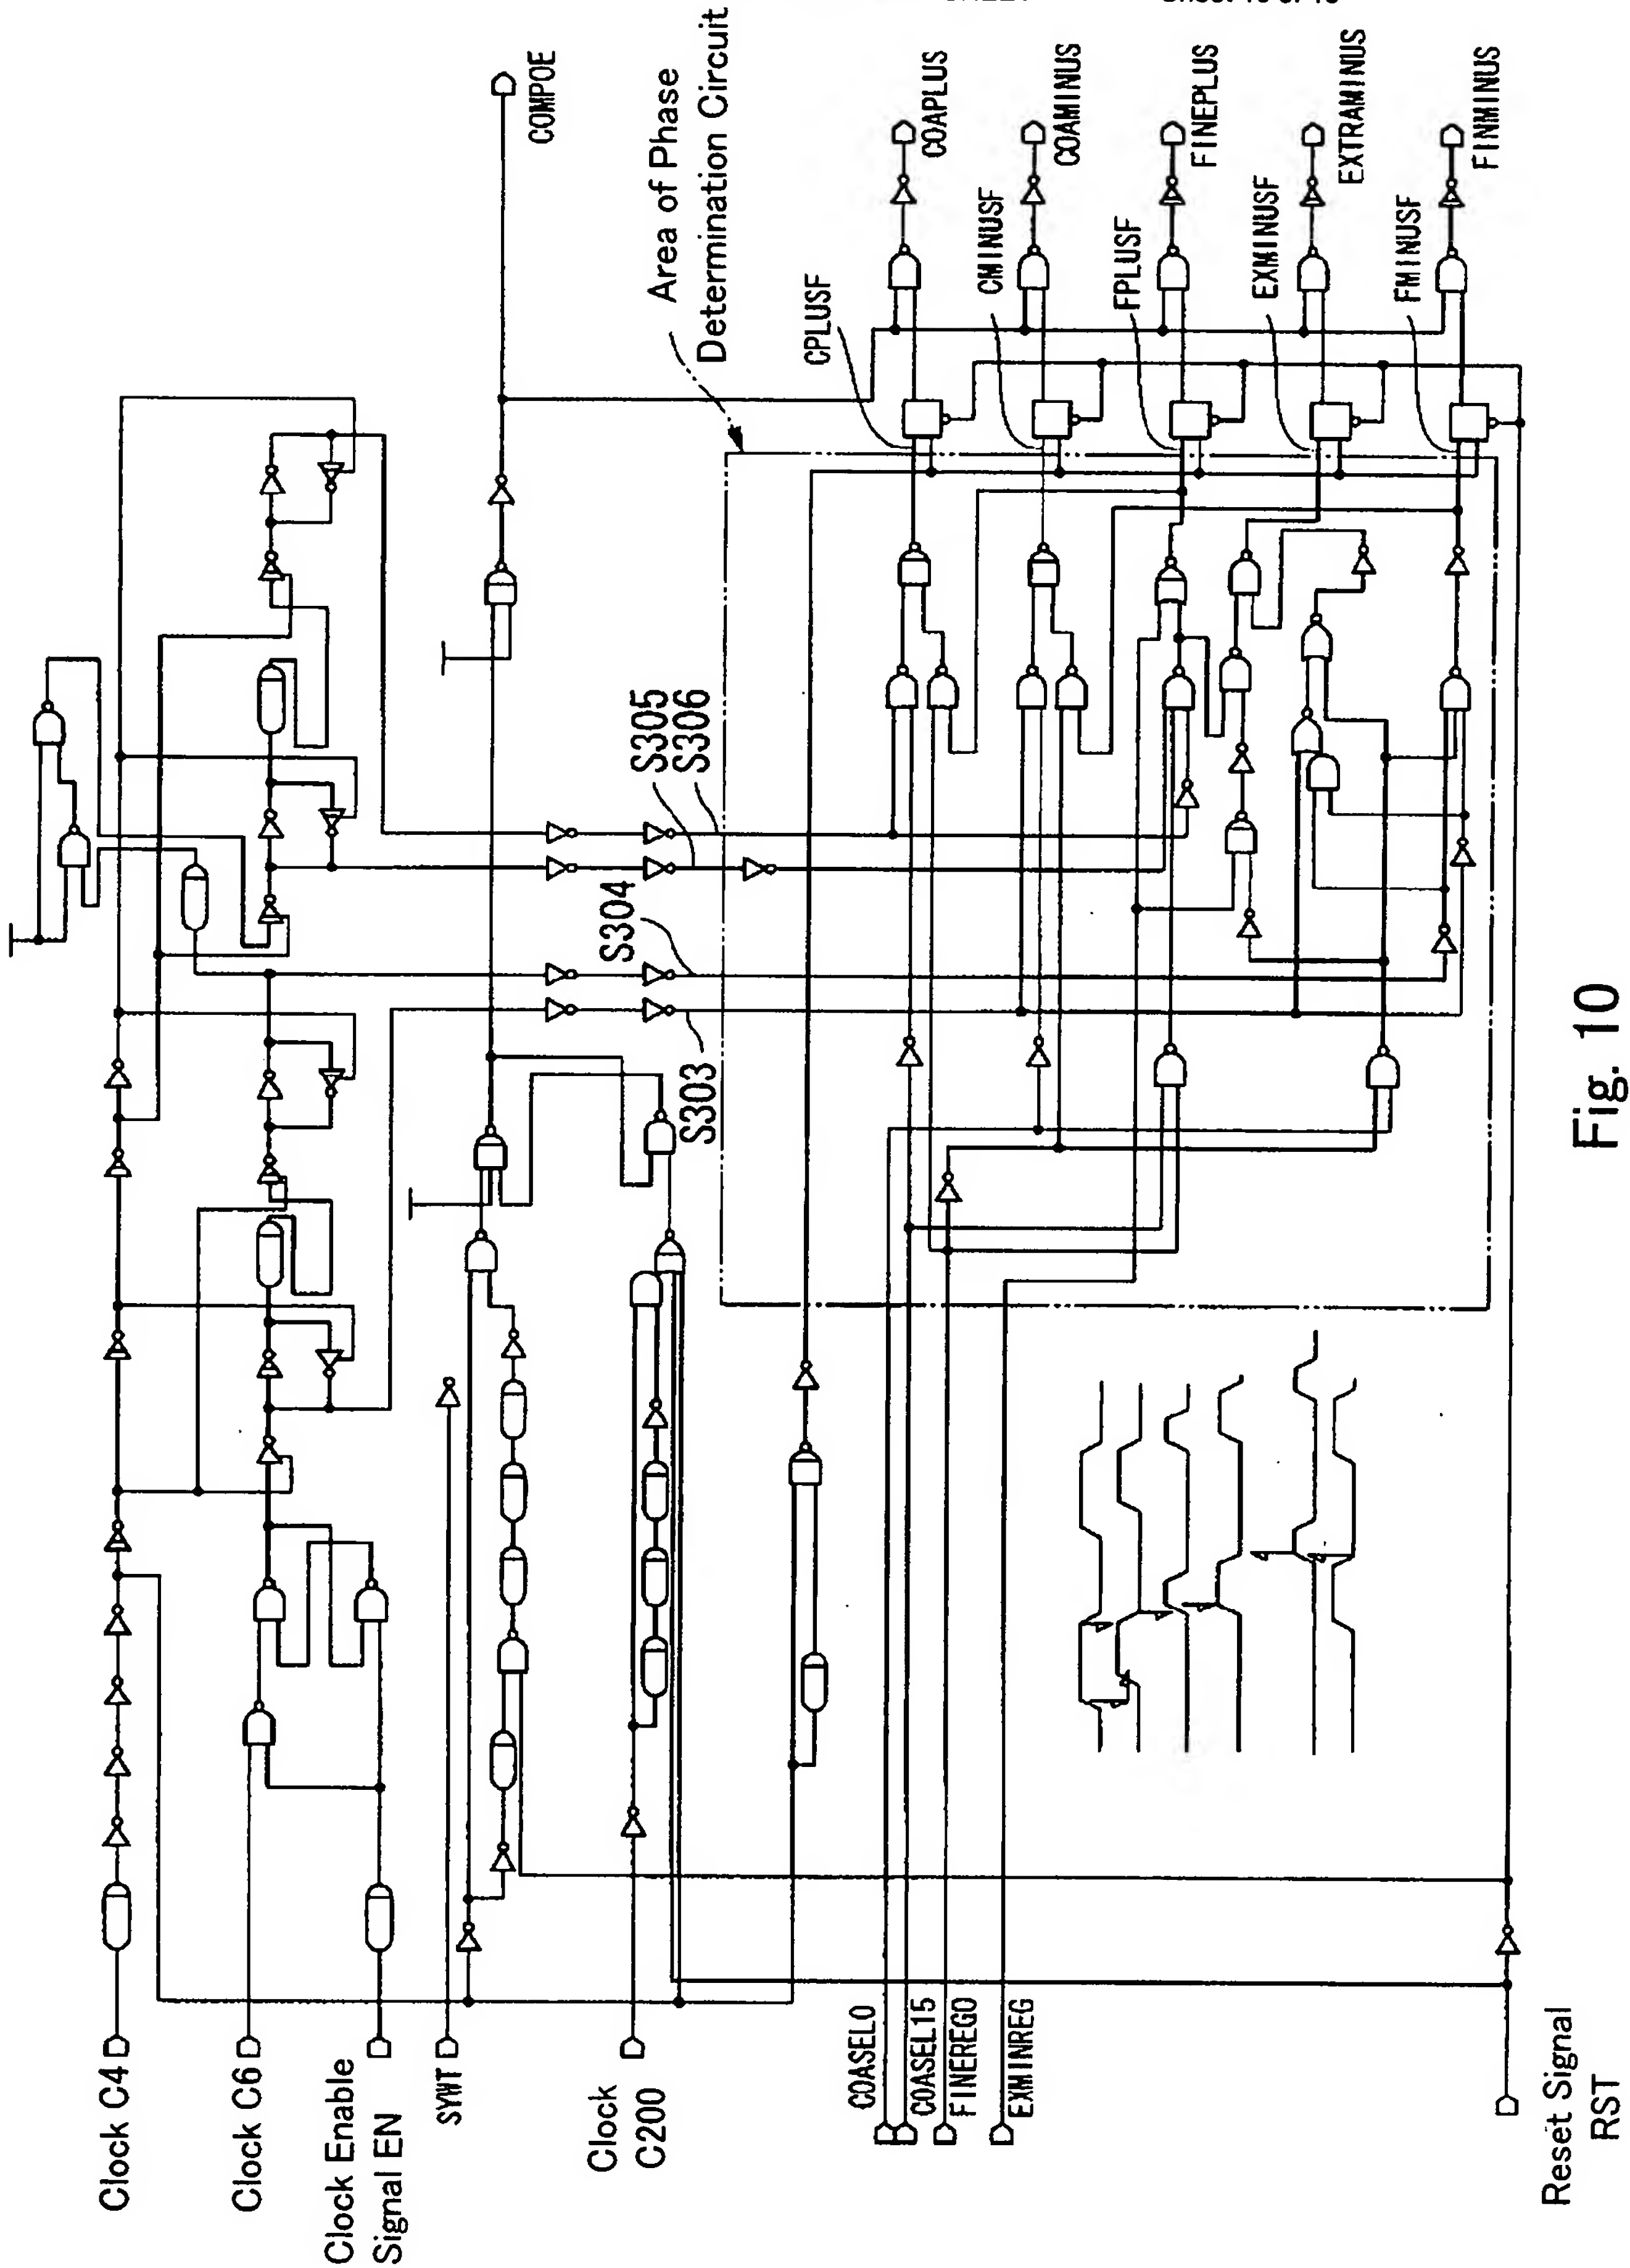 COMPOE
Area of Phase
Determination Circuit
COAPLUS
COAMINUS
FINEPLUS
EXTRAMINUS
FINMINUS
CPLUSF
CMINUSF
FPLUSF
EXMINUSF
FMINUSF
S305
S306
S304
S303
Clock C4
Clock C6
Clock Enable
Signal EN
SYWT
Clock
C200
COASEL0
COASEL15
FINEREG0
EXMINREG
Reset Signal
RST
Fig. 10